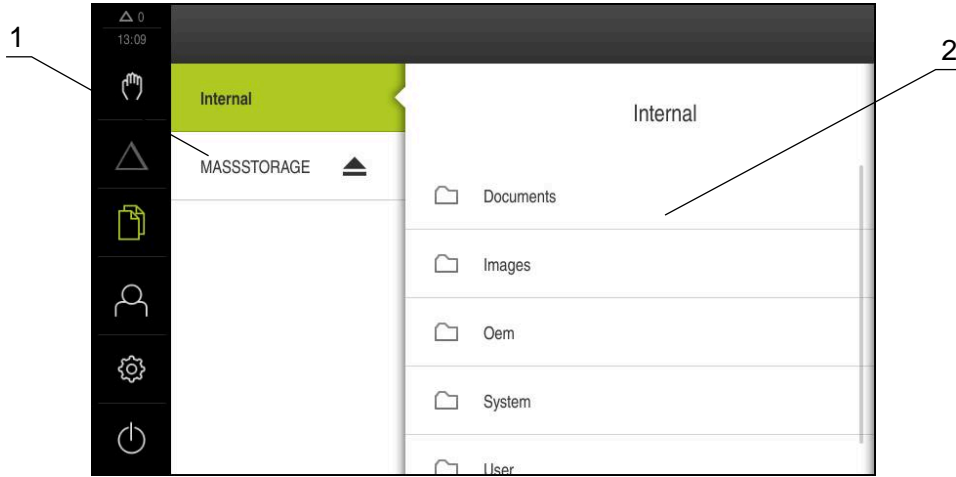 1
2
0
13:09
Internal
MASSSTORAGE
Internal
Documents
Images
Oem
System
User